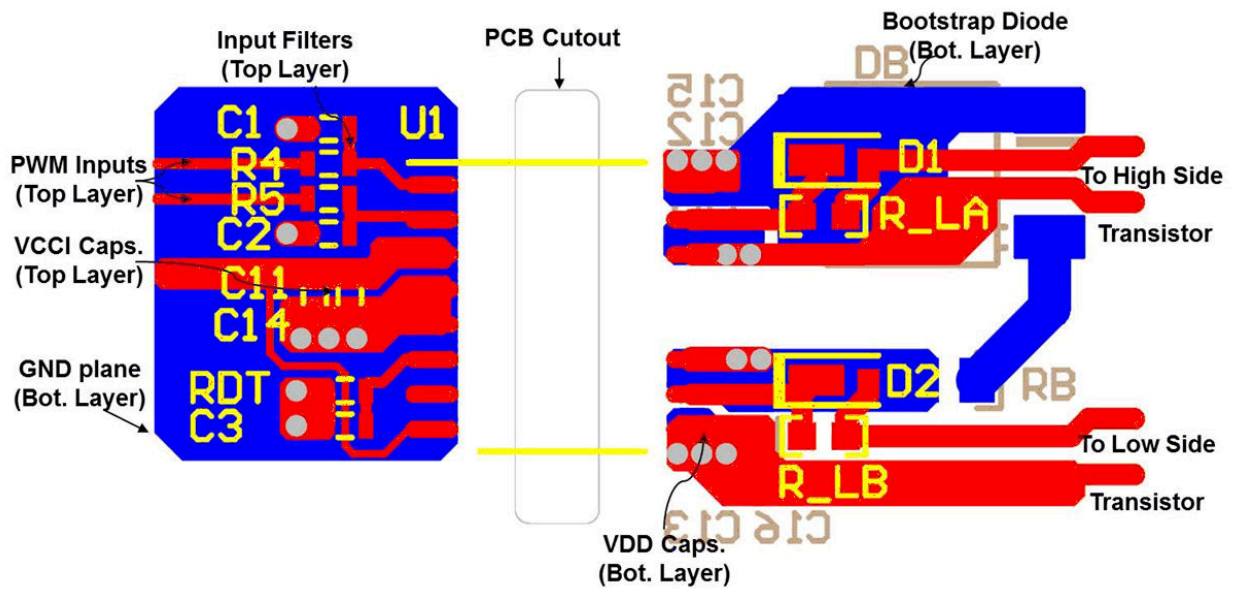 Input Filters
(Top Layer)
PCB Cutout
Bootstrap Diode
(Bot. Layer)
DB
C15
C12
C1
U1
PWM Inputs
(Top Layer)
R4
R5
C2
D1
To High Side
Transistor
R_LA
VCCI Caps.
(Top Layer)
C11
C14
GND plane
(Bot. Layer)
RDT
C3
D2
RB
To Low Side
Transistor
R_LB
C13
C16
VDD Caps.
(Bot. Layer)